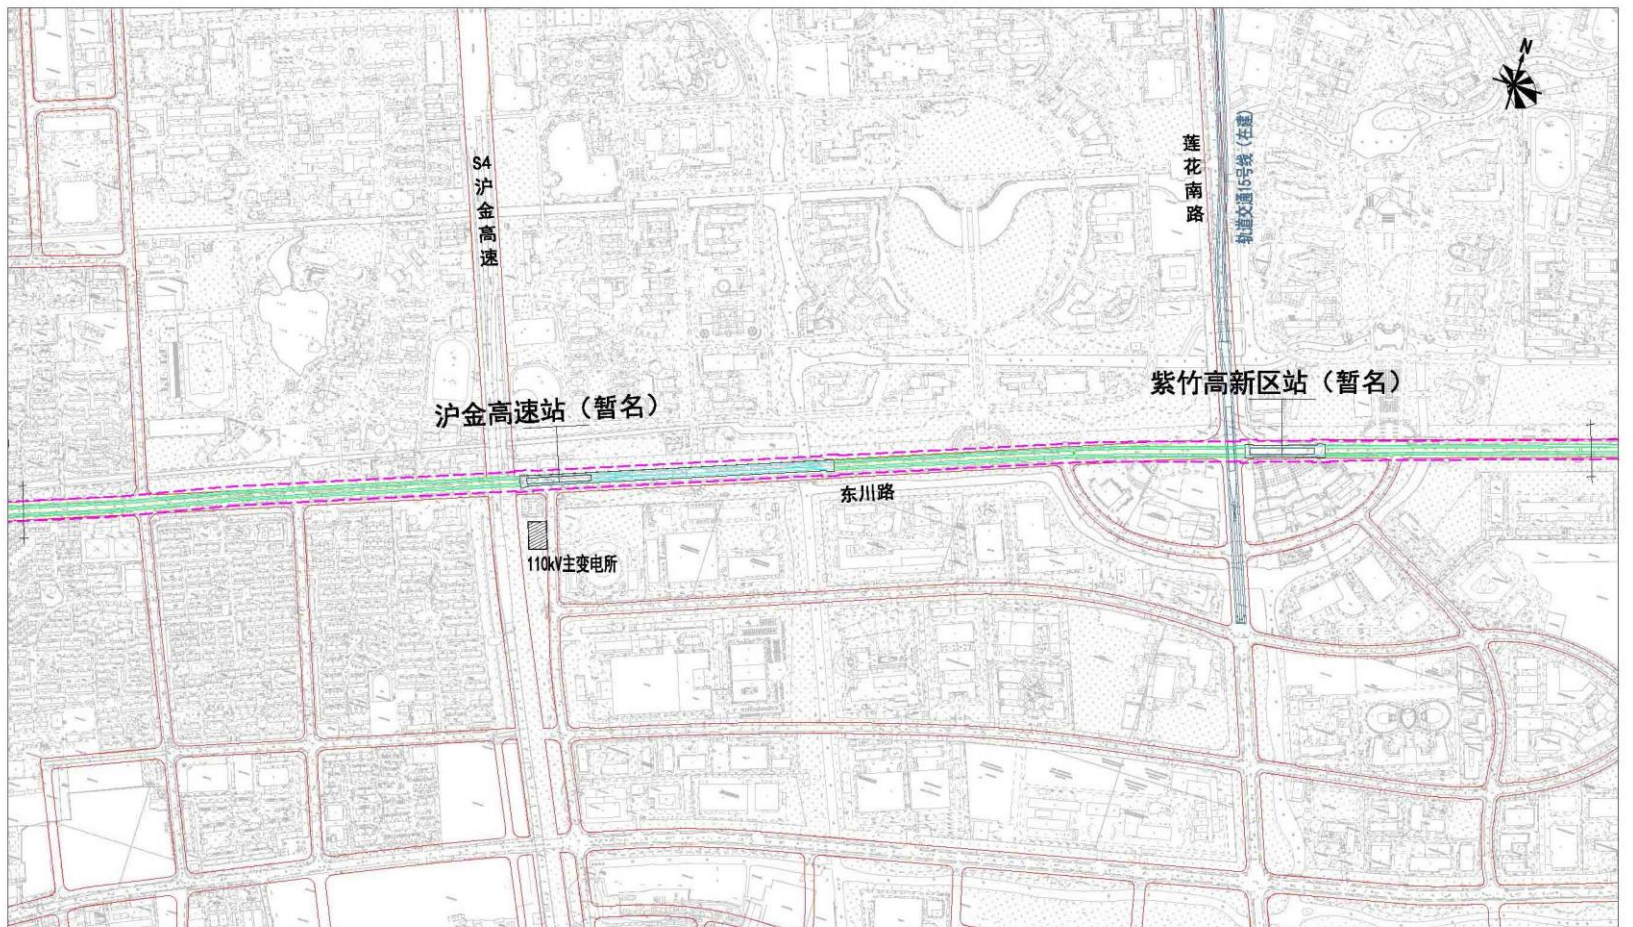 N
S4
沪
金
高
速
莲
花
南
路
轨道交通15号线（在建）
紫竹高新区站（暂名）
沪金高速站（暂名）
东川路
110kV主变电所